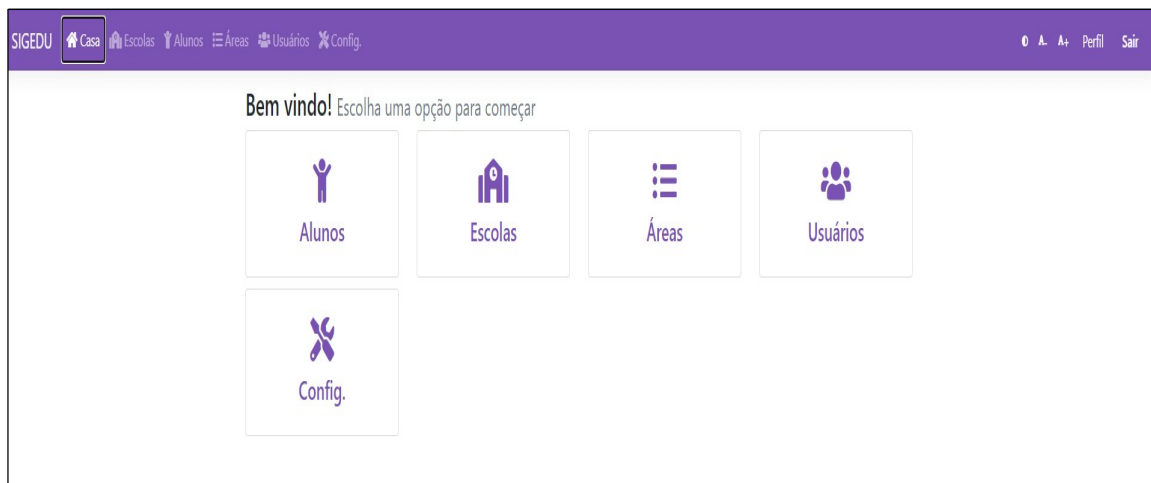 SIGEDU Casa Escolas Alunos Áreas Usuários Config. A- A+ Perfil Sair
Bem vindo! Escolha uma opção para começar
Alunos Escolas Áreas Usuários
Config.